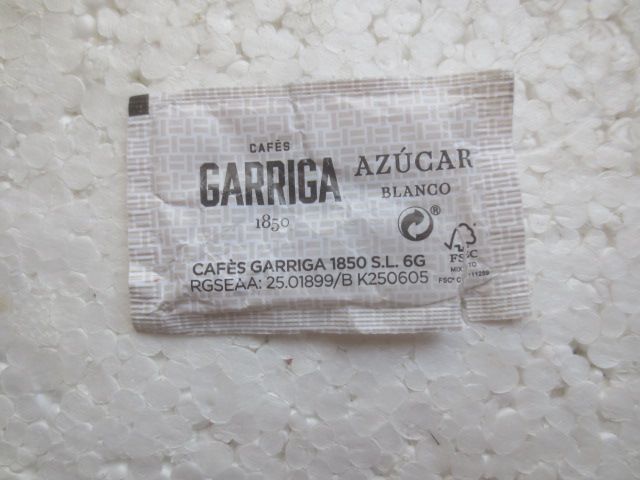 CAFÉS
GARRIGA
1850
AZÚCAR
BLANCO
®
CAFÈS GARRIGA 1850 S.L. 6G
RGSEAA: 25.01899/B K250605
FSC